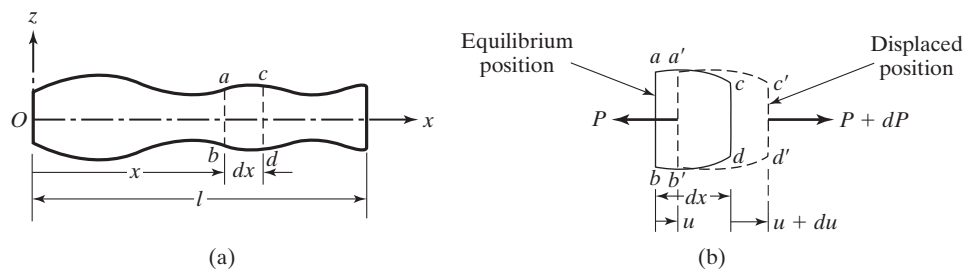 z
a c
O x
b d
x dx
l
(a)
Equilibrium
position
Displaced
position
a a′
c c′
P P + dP
d d′
b b′
dx
u u + du
(b)